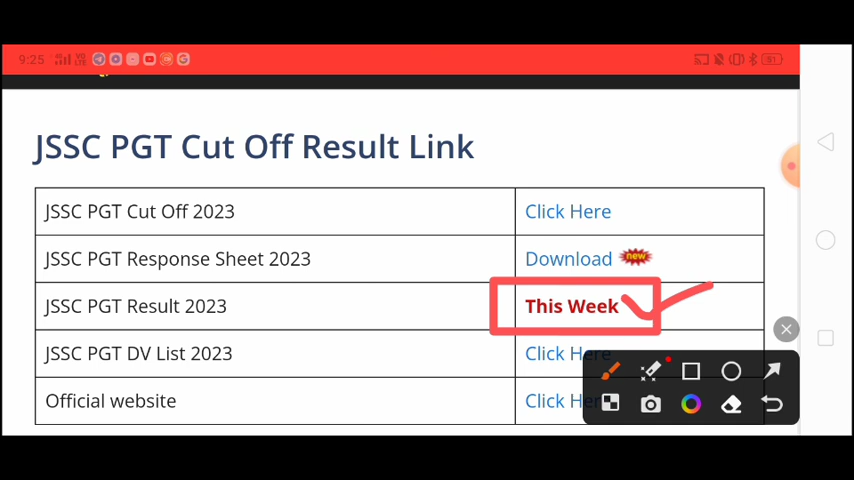 9:25
JSSC PGT Cut Off Result Link
JSSC PGT Cut Off 2023 Click Here
JSSC PGT Response Sheet 2023 Download new
JSSC PGT Result 2023 This Week
JSSC PGT DV List 2023 Click Here
Official website Click He